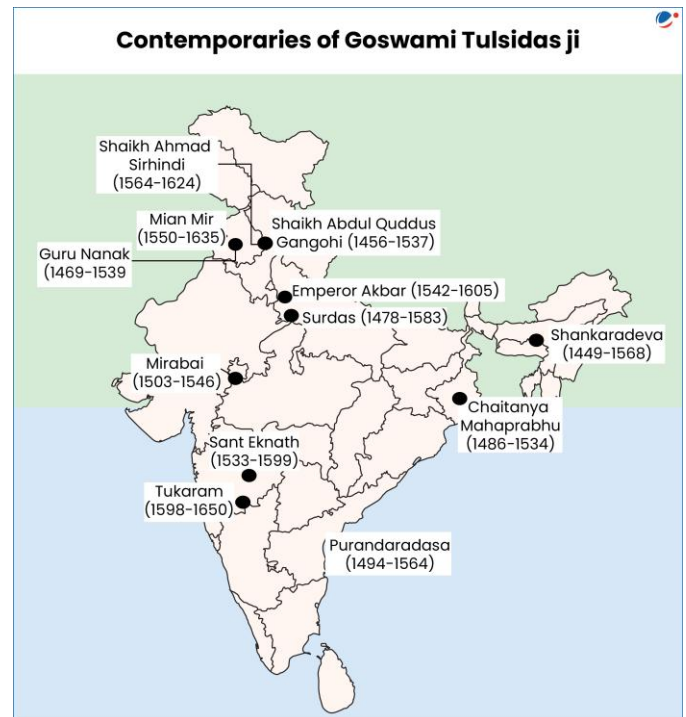 Contemporaries of Goswami Tulsidas ji
Shaikh Ahmad
Sirhindi
(1564-1624)
Mian Mir
(1550-1635)
Shaikh Abdul Quddus
Gangohi (1456-1537)
Guru Nanak
(1469-1539
Emperor Akbar (1542-1605)
Surdas (1478-1583)
Shankaradeva
(1449-1568)
Mirabai
(1503-1546)
Chaitanya
Mahaprabhu
(1486-1534)
Sant Eknath
(1533-1599)
Tukaram
(1598-1650)
Purandaradasa
(1494-1564)